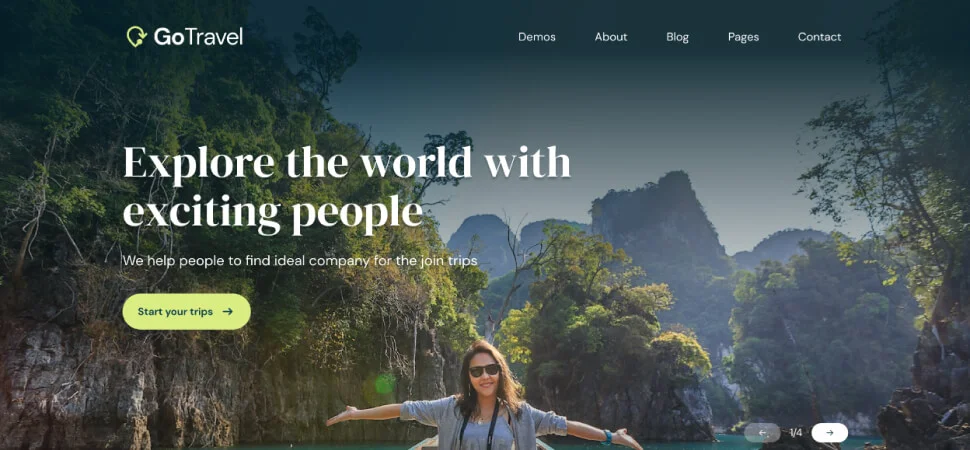 GoTravel
Demos About Blog Pages Contact
Explore the world with
exciting people
We help people to find ideal company for the join trips
Start your trips →
← 1/4 →